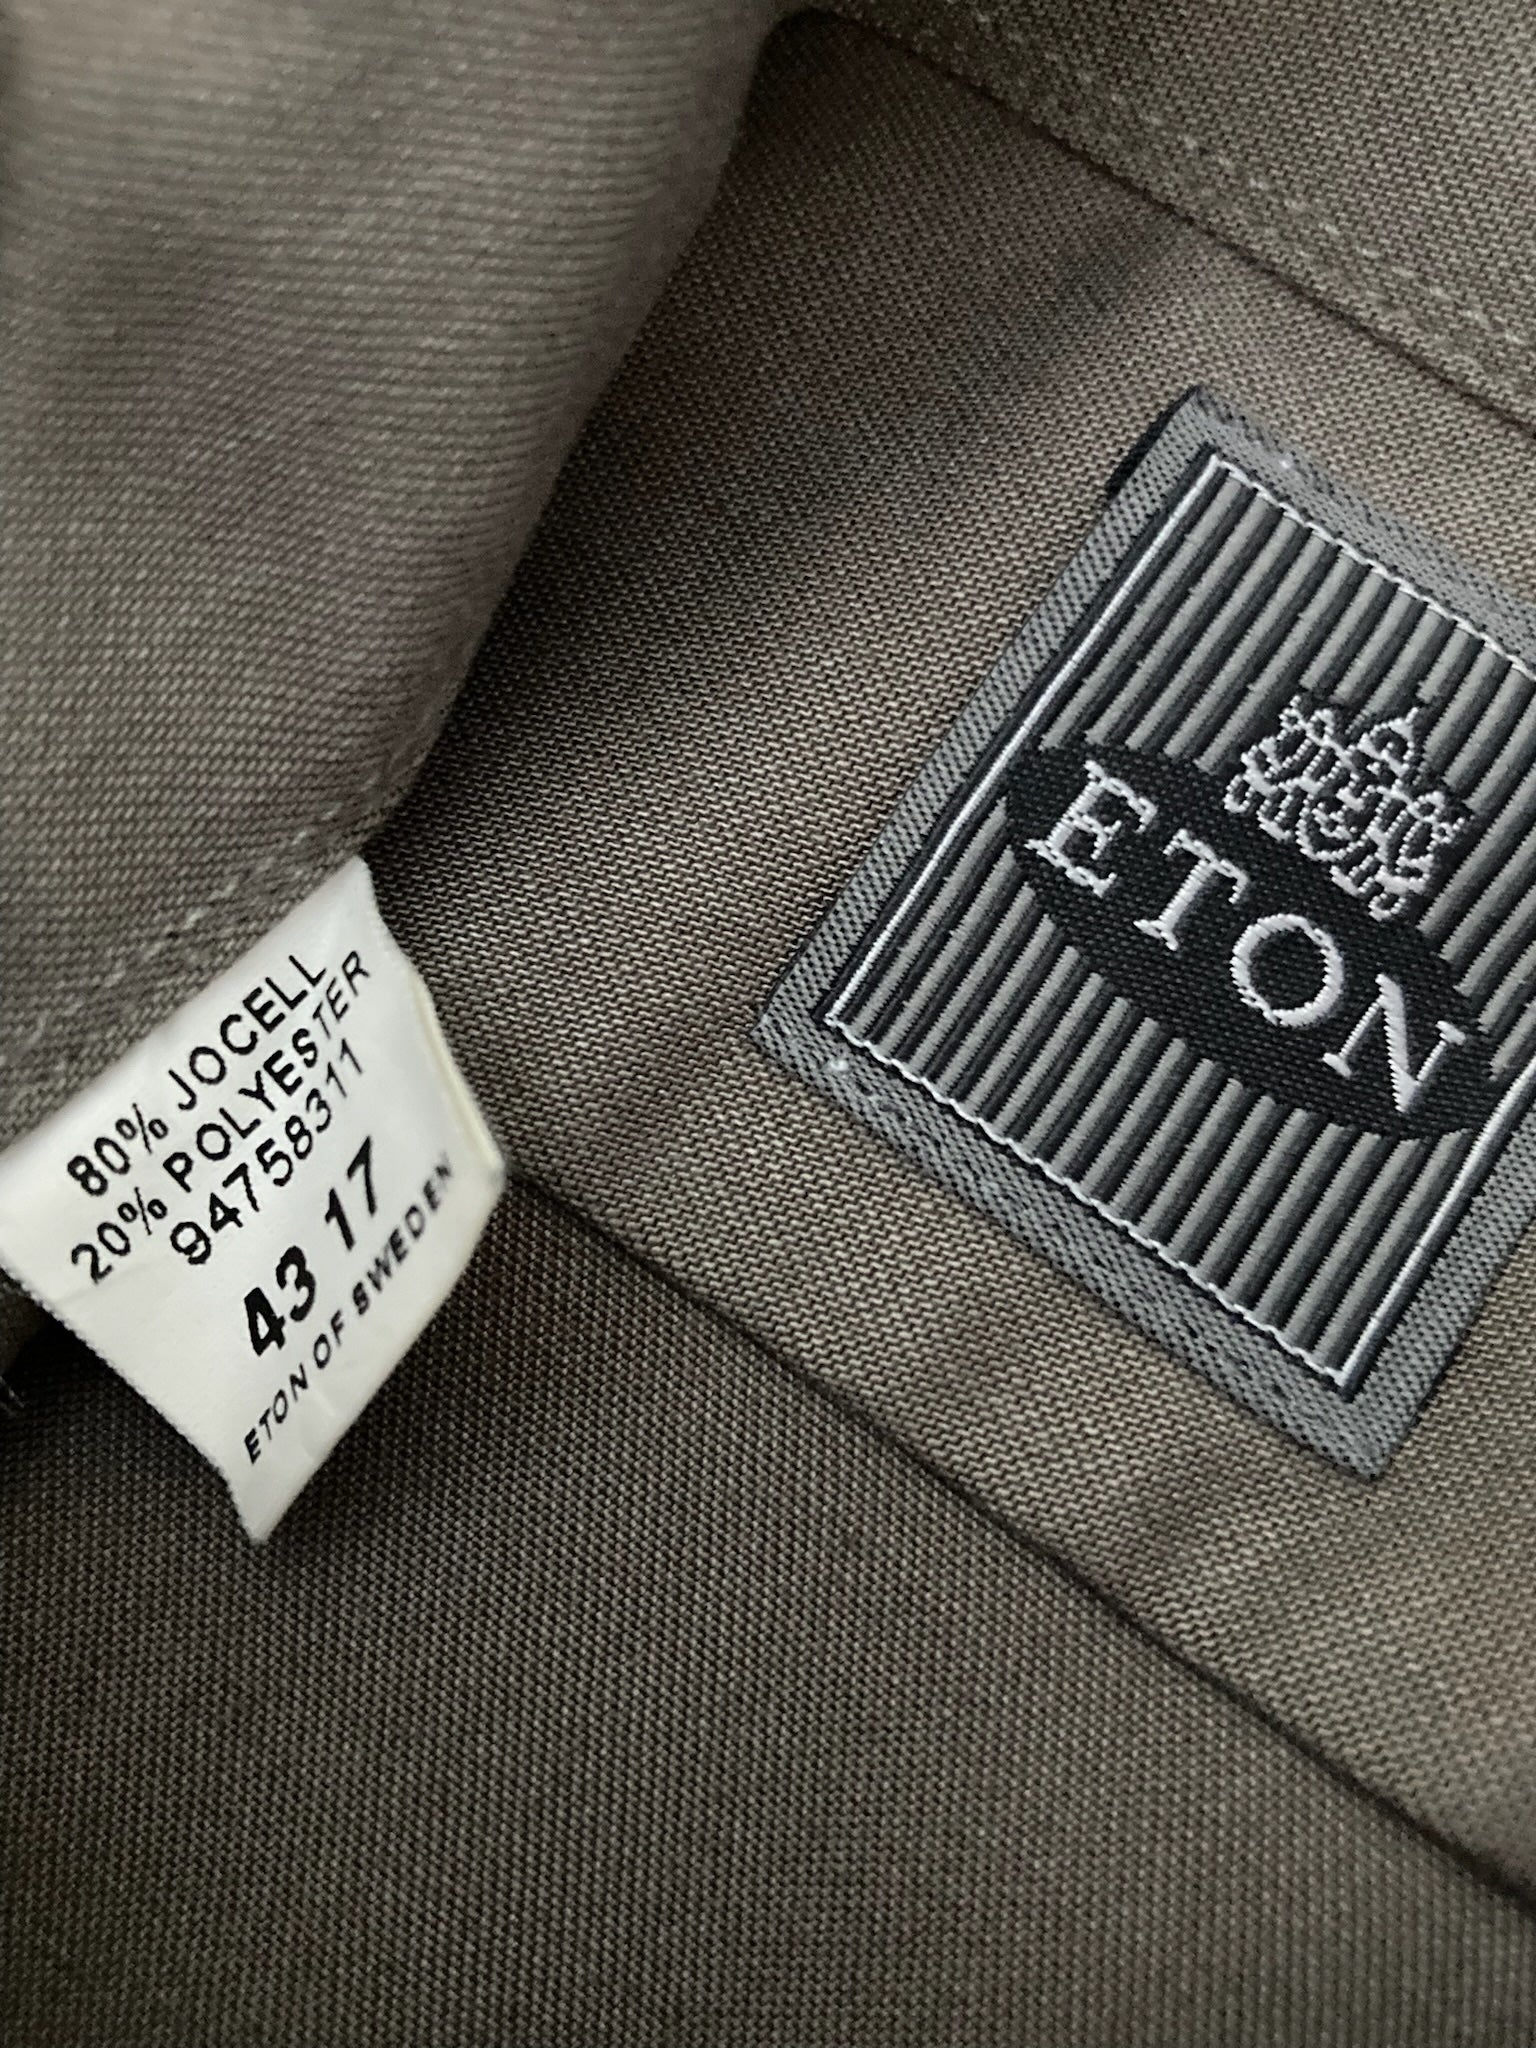 80% JOCELL
20% POLYESTER
94758311
43 17
ETON OF SWEDEN
ETON